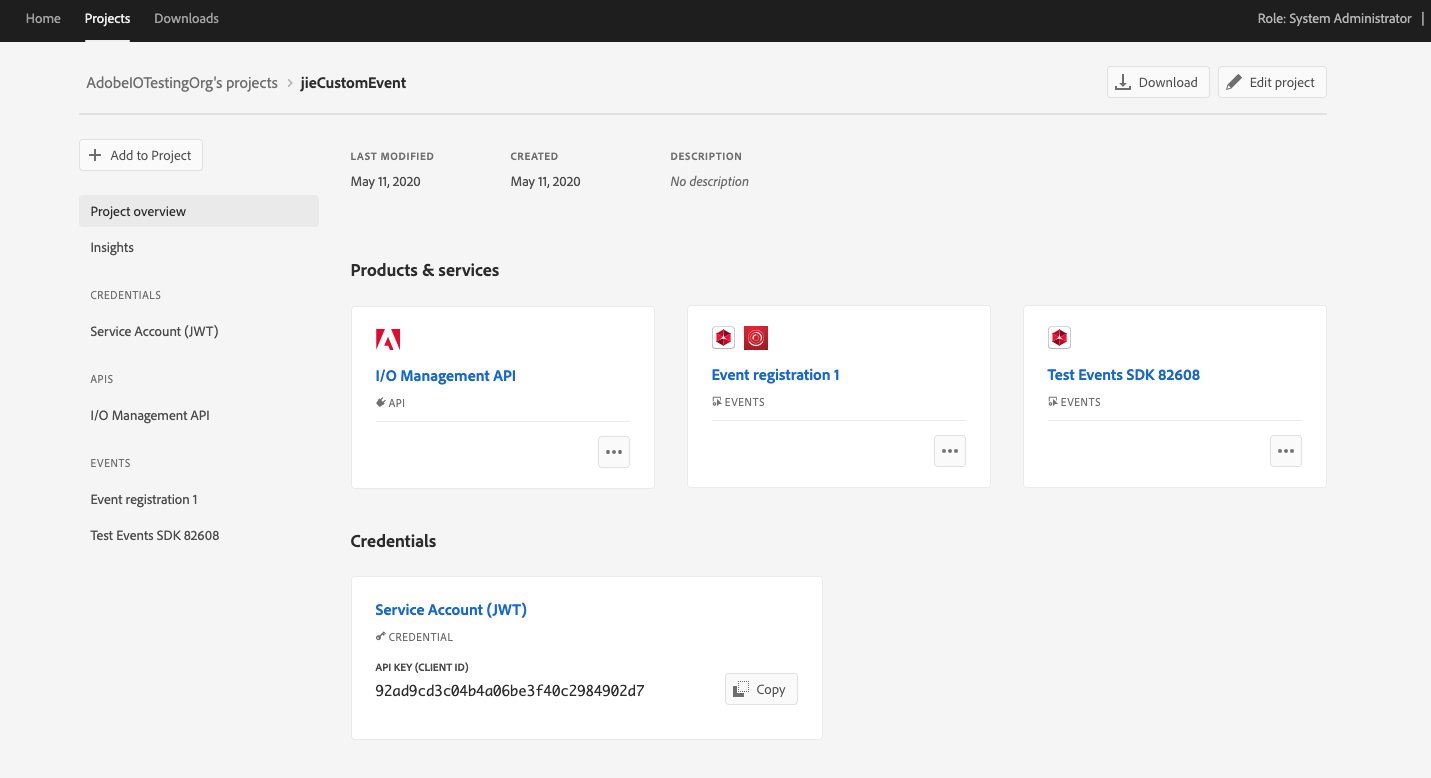 Home Projects Downloads Role: System Administrator |
AdobeIOTestingOrg's projects > jieCustomEvent
Download Edit project
+ Add to Project
Project overview
Insights
CREDENTIALS
Service Account (JWT)
APIS
I/O Management API
EVENTS
Event registration 1
Test Events SDK 82608
LAST MODIFIED CREATED DESCRIPTION
May 11, 2020 May 11, 2020 No description
Products & services
I/O Management API
API
Event registration 1
EVENTS
Test Events SDK 82608
EVENTS
Credentials
Service Account (JWT)
CREDENTIAL
API KEY (CLIENT ID)
92ad9cd3c04b4a06be3f40c2984902d7
Copy